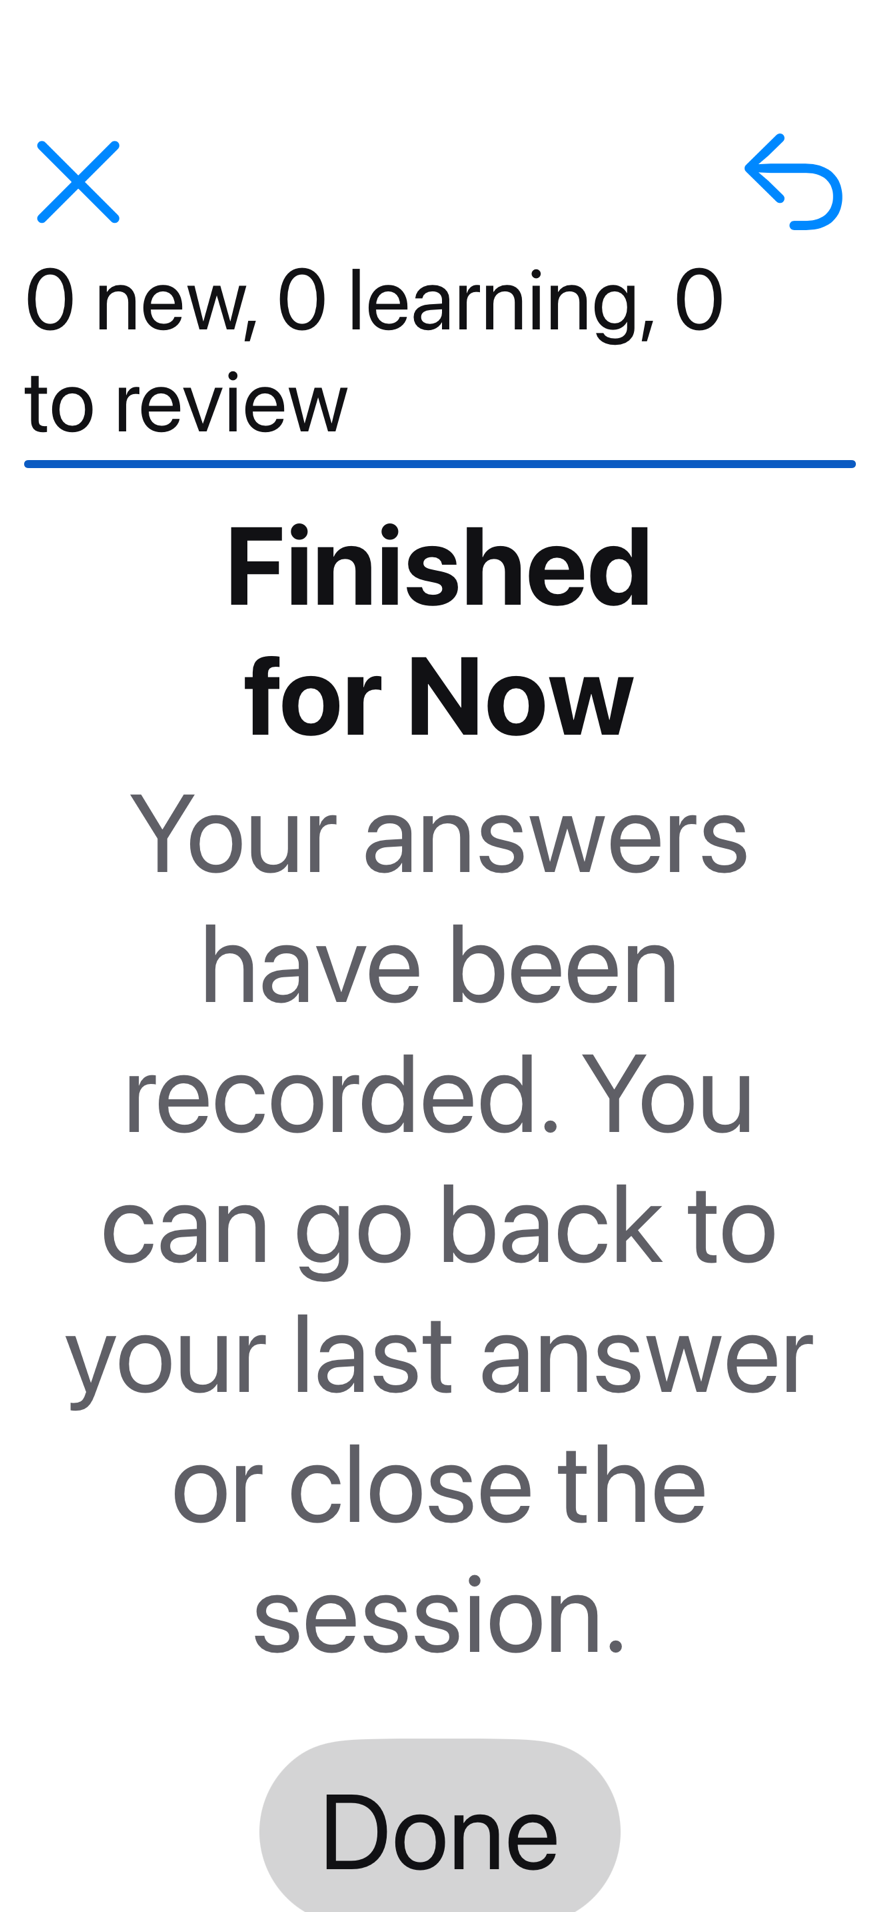 0 new, 0 learning, 0
to review
Finished
for Now
Your answers
have been
recorded. You
can go back to
your last answer
or close the
session.
Done